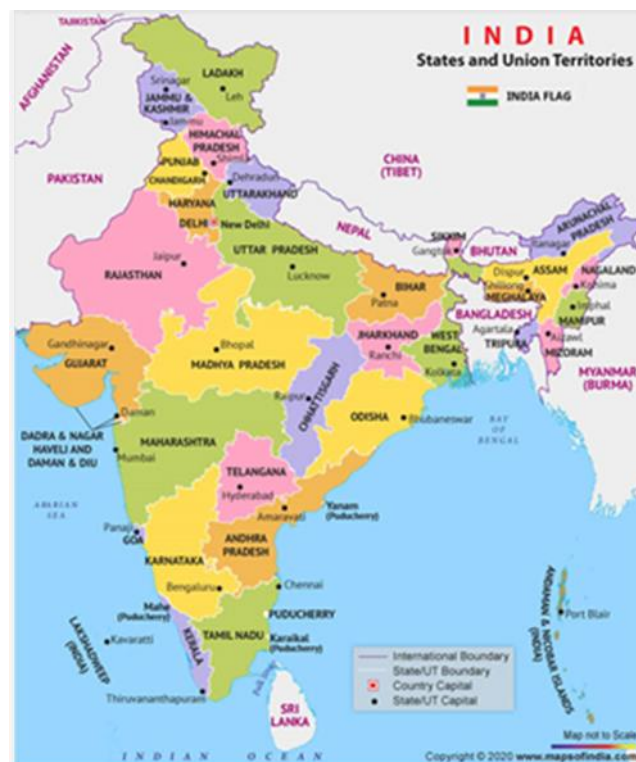 TAJIKISTAN
INDIA
States and Union Territories
INDIA FLAG
AFGHANISTAN
LADAKH
Srinagar
Leh
JAMMU &
KASHMIR
Jam-mu
HIMACHAL
PRADESH
Shimla
PUNJAB
CHANDIGARH
Dehradun
UTTARAKHAND
CHINA
(TIBET)
PAKISTAN
HARYANA
DELHI
New Delhi
NEPAL
SIKKIM
Gangtok
BHUTAN
ARUNACHAL
PRADESH
Itanagar
Dispur
ASSAM
NAGALAND
Kohima
Shillong
MEGHALAYA
Imphal
MANIPUR
BANGLADESH
Agartala
TRIPURA
Aizawl
MIZORAM
MYANMAR
(BURMA)
Jaipur
RAJASTHAN
UTTAR PRADESH
Lucknow
BIHAR
Patna
JHARKHAND
Ranchi
WEST
BENGAL
Kolkata
Gandhinagar
GUJARAT
Bhopal
MADHYA PRADESH
CHHATTISGARH
Raipur
ODISHA
Bhubaneswar
BAY
OF
BENGAL
Daman
DADRA & NAGAR
HAVELI AND
DAMAN & DIU
MAHARASHTRA
Mumbai
ARABIAN
SEA
TELANGANA
Hyderabad
Amaravati
Yanam
(Puducherry)
ANDHRA
PRADESH
Panaji
GOA
KARNATAKA
Bengaluru
Chennai
Mahe
(Puducherry)
PUDUCHERRY
TAMIL NADU
Karaikal
(Puducherry)
KERALA
LAKSHADWEEP
(INDIA)
Kavaratti
Thiruvananthapuram
SRI
LANKA
ANDAMAN & NICOBAR ISLANDS
(INDIA)
Port Blair
International Boundary
State/UT Boundary
Country Capital
State/UT Capital
INDIAN OCEAN
Map not to Scale
Copyright © 2020 www.mapsofindia.com